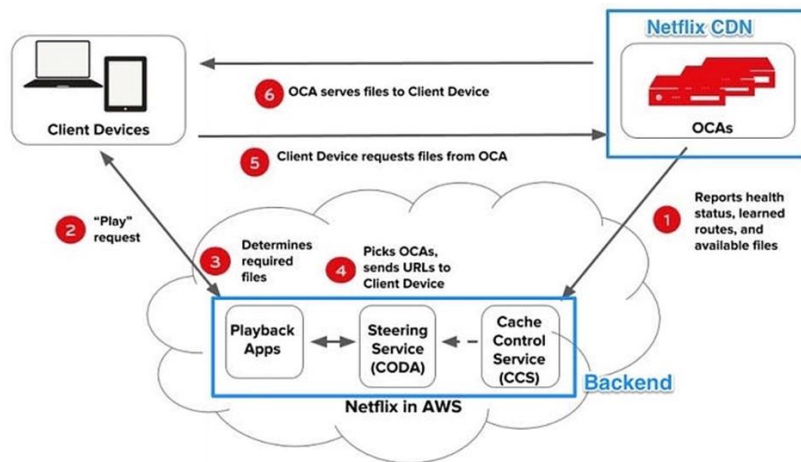 Netflix CDN
Client Devices
OCAs
6 OCA serves files to Client Device
5 Client Device requests files from OCA
1 Reports health
status, learned
routes, and
available files
2 "Play"
request
3 Determines
required
files
4 Picks OCAs,
sends URLs to
Client Device
Playback
Apps
Steering
Service
(CODA)
Cache
Control
Service
(CCS)
Backend
Netflix in AWS